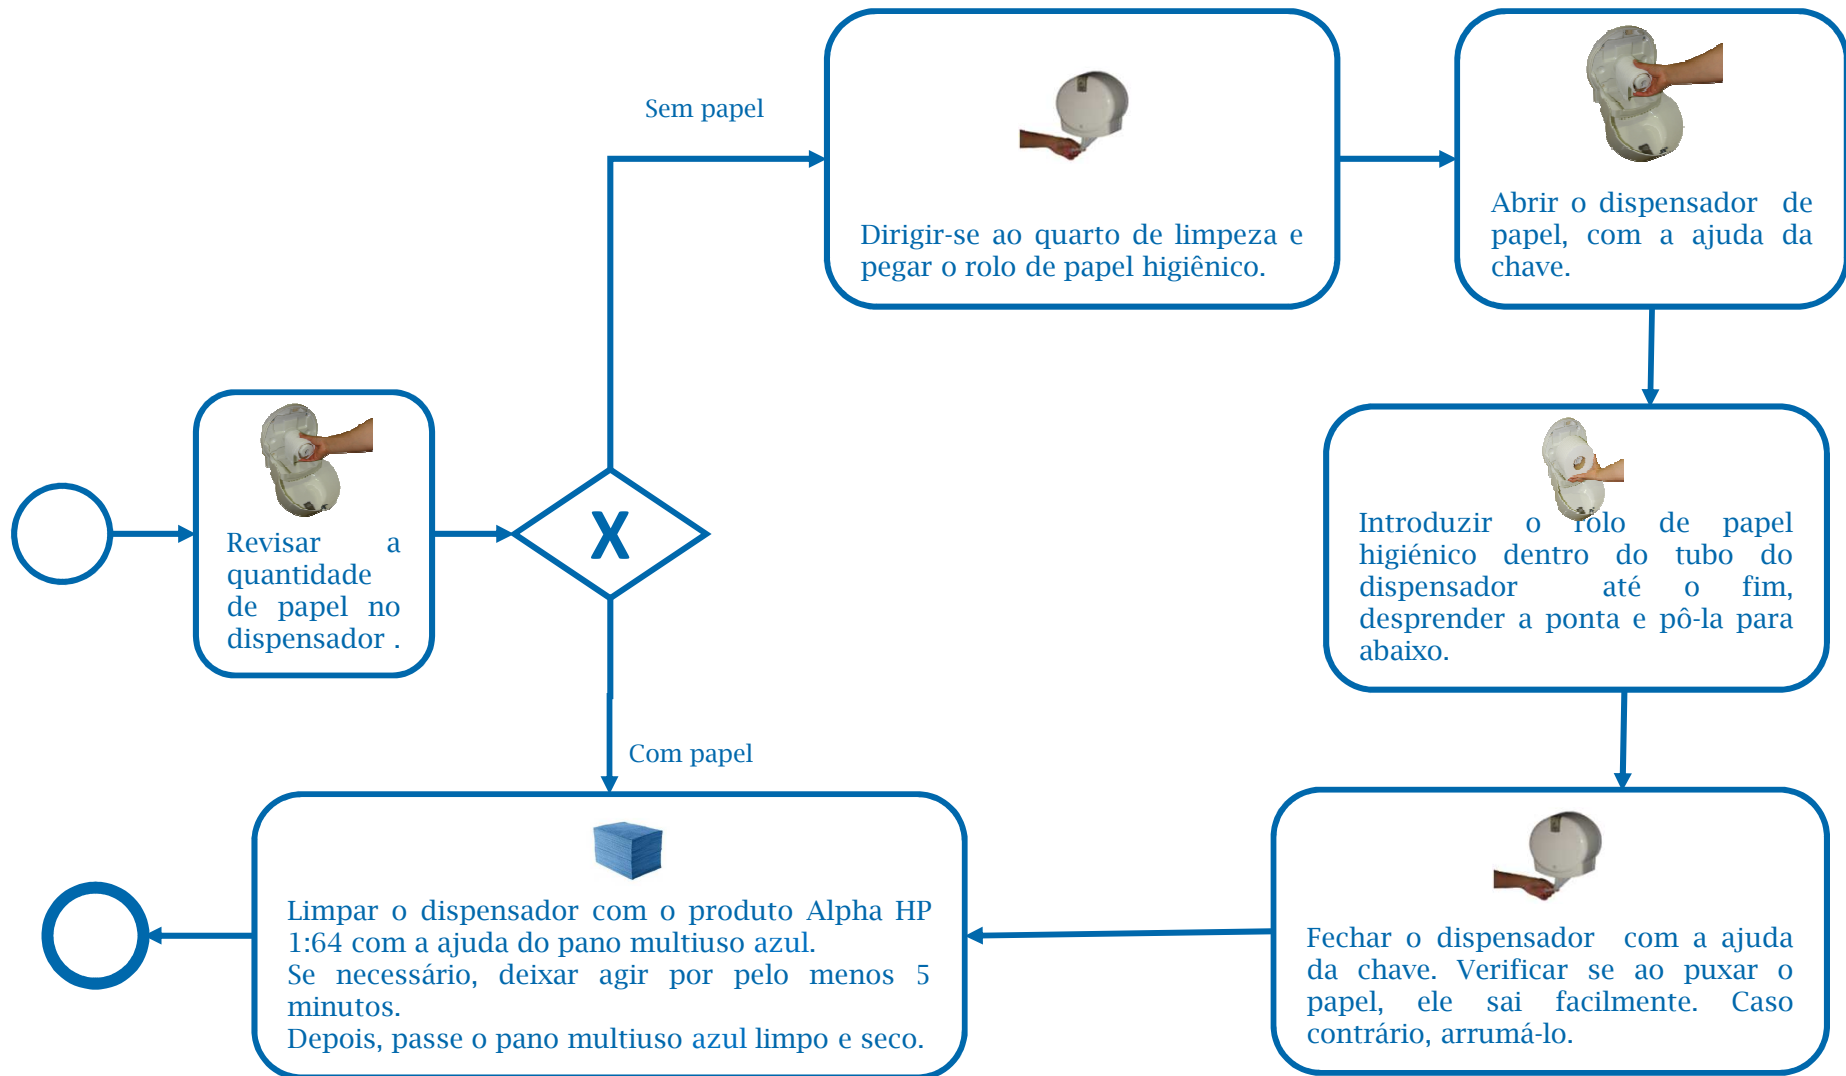 Sem papel
Dirigir-se ao quarto de limpeza e
pegar o rolo de papel higiênico.
Abrir o dispensador de
papel, com a ajuda da
chave.
Revisar a
quantidade
de papel no
dispensador .
X
Introduzir o rolo de papel
higiénico dentro do tubo do
dispensador até o fim,
desprender a ponta e pô-la para
abaixo.
Com papel
Limpar o dispensador com o produto Alpha HP
1:64 com a ajuda do pano multiuso azul.
Se necessário, deixar agir por pelo menos 5
minutos.
Depois, passe o pano multiuso azul limpo e seco.
Fechar o dispensador com a ajuda
da chave. Verificar se ao puxar o
papel, ele sai facilmente. Caso
contrário, arrumá-lo.